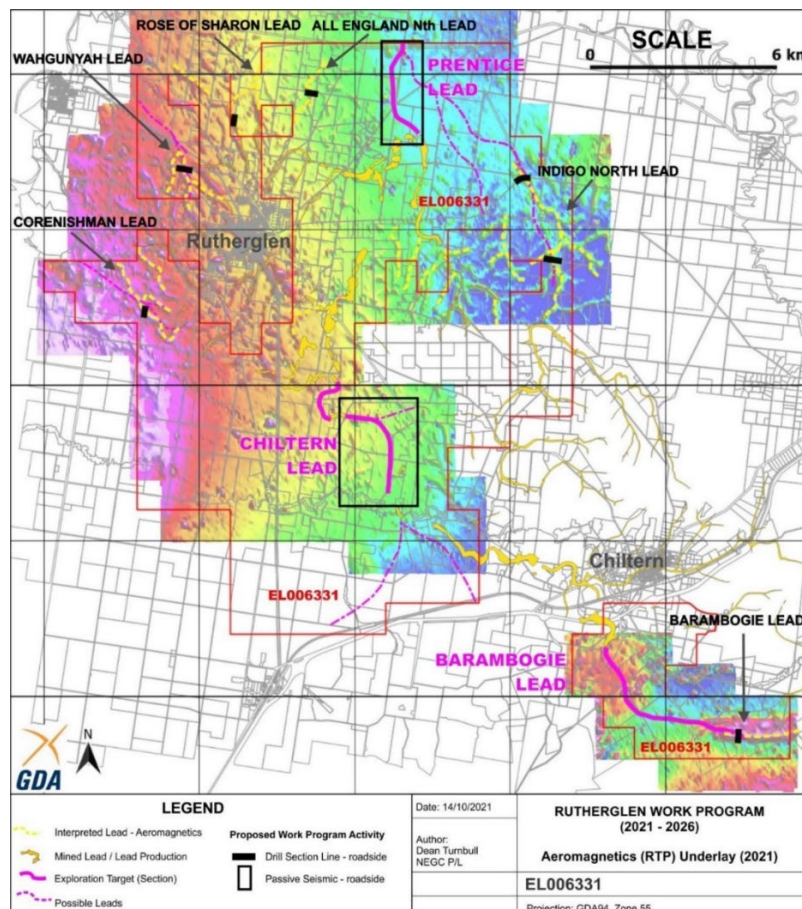 ROSE OF SHARON LEAD
ALL ENGLAND Nth LEAD
WAHGUNYAH LEAD
SCALE
0 6 km
PRENTICE
LEAD
INDIGO NORTH LEAD
EL006331
CORENISHMAN LEAD
Rutherglen
CHILTERN
LEAD
Chiltern
EL006331
BARAMBOGIE LEAD
BARAMBOGIE
LEAD
EL006331
GDA
N
LEGEND
Interpreted Lead - Aeromagnetics
Mined Lead / Lead Production
Exploration Target (Section)
Possible Leads
Proposed Work Program Activity
Drill Section Line - roadside
Passive Seismic - roadside
Date: 14/10/2021
Author:
Dean Turnbull
NEGC P/L
RUTHERGLEN WORK PROGRAM
(2021 - 2026)
Aeromagnetics (RTP) Underlay (2021)
EL006331
Projection: GDA94, Zone 55